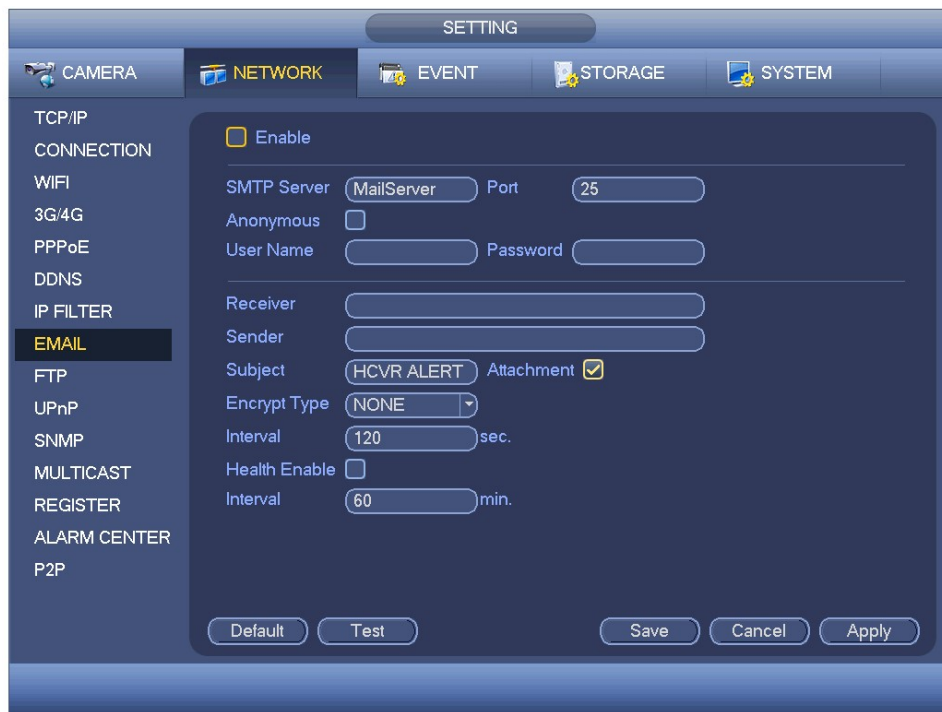 SETTING
CAMERA NETWORK EVENT STORAGE SYSTEM
TCP/IP
CONNECTION
WIFI
3G/4G
PPPoE
DDNS
IP FILTER
EMAIL
FTP
UPnP
SNMP
MULTICAST
REGISTER
ALARM CENTER
P2P
Enable
SMTP Server MailServer Port 25
Anonymous
User Name Password
Receiver
Sender
Subject HCVR ALERT Attachment
Encrypt Type NONE
Interval 120 sec.
Health Enable
Interval 60 min.
Default Test Save Cancel Apply